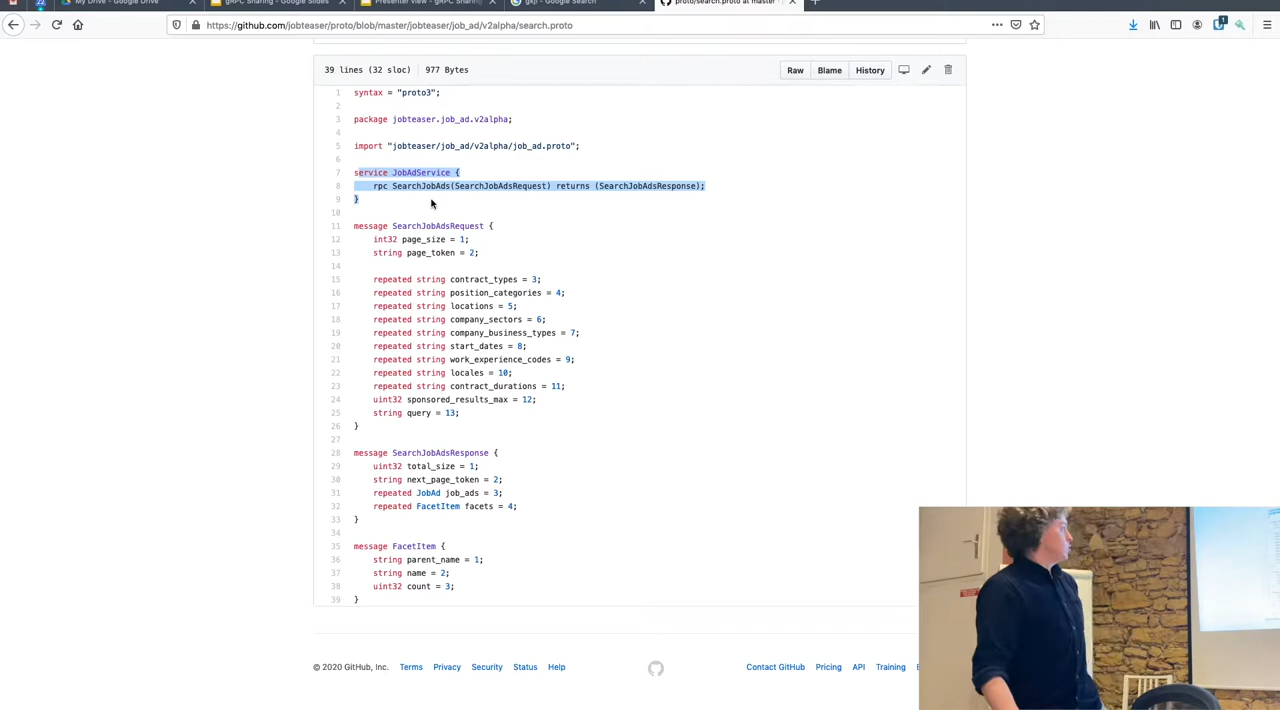 My Drive - Google Drive
gRPC Sharing - Google Slides
Presenter view - gRPC Sharing
gkji - Google Search
proto/search.proto at master
https://github.com/jobteaser/proto/blob/master/jobteaser/job_ad/v2alpha/search.proto
1
39 lines (32 sloc) 977 Bytes
Raw Blame History
1 syntax = "proto3";
2
3 package jobteaser.job_ad.v2alpha;
4
5 import "jobteaser/job_ad/v2alpha/job_ad.proto";
6
7 service JobAdService {
8 rpc SearchJobAds(SearchJobAdsRequest) returns (SearchJobAdsResponse);
9 }
10
11 message SearchJobAdsRequest {
12 int32 page_size = 1;
13 string page_token = 2;
14
15 repeated string contract_types = 3;
16 repeated string position_categories = 4;
17 repeated string locations = 5;
18 repeated string company_sectors = 6;
19 repeated string company_business_types = 7;
20 repeated string start_dates = 8;
21 repeated string work_experience_codes = 9;
22 repeated string locales = 10;
23 repeated string contract_durations = 11;
24 uint32 sponsored_results_max = 12;
25 string query = 13;
26 }
27
28 message SearchJobAdsResponse {
29 uint32 total_size = 1;
30 string next_page_token = 2;
31 repeated JobAd job_ads = 3;
32 repeated FacetItem facets = 4;
33 }
34
35 message FacetItem {
36 string parent_name = 1;
37 string name = 2;
38 uint32 count = 3;
39 }
© 2020 GitHub, Inc. Terms Privacy Security Status Help
Contact GitHub Pricing API Training